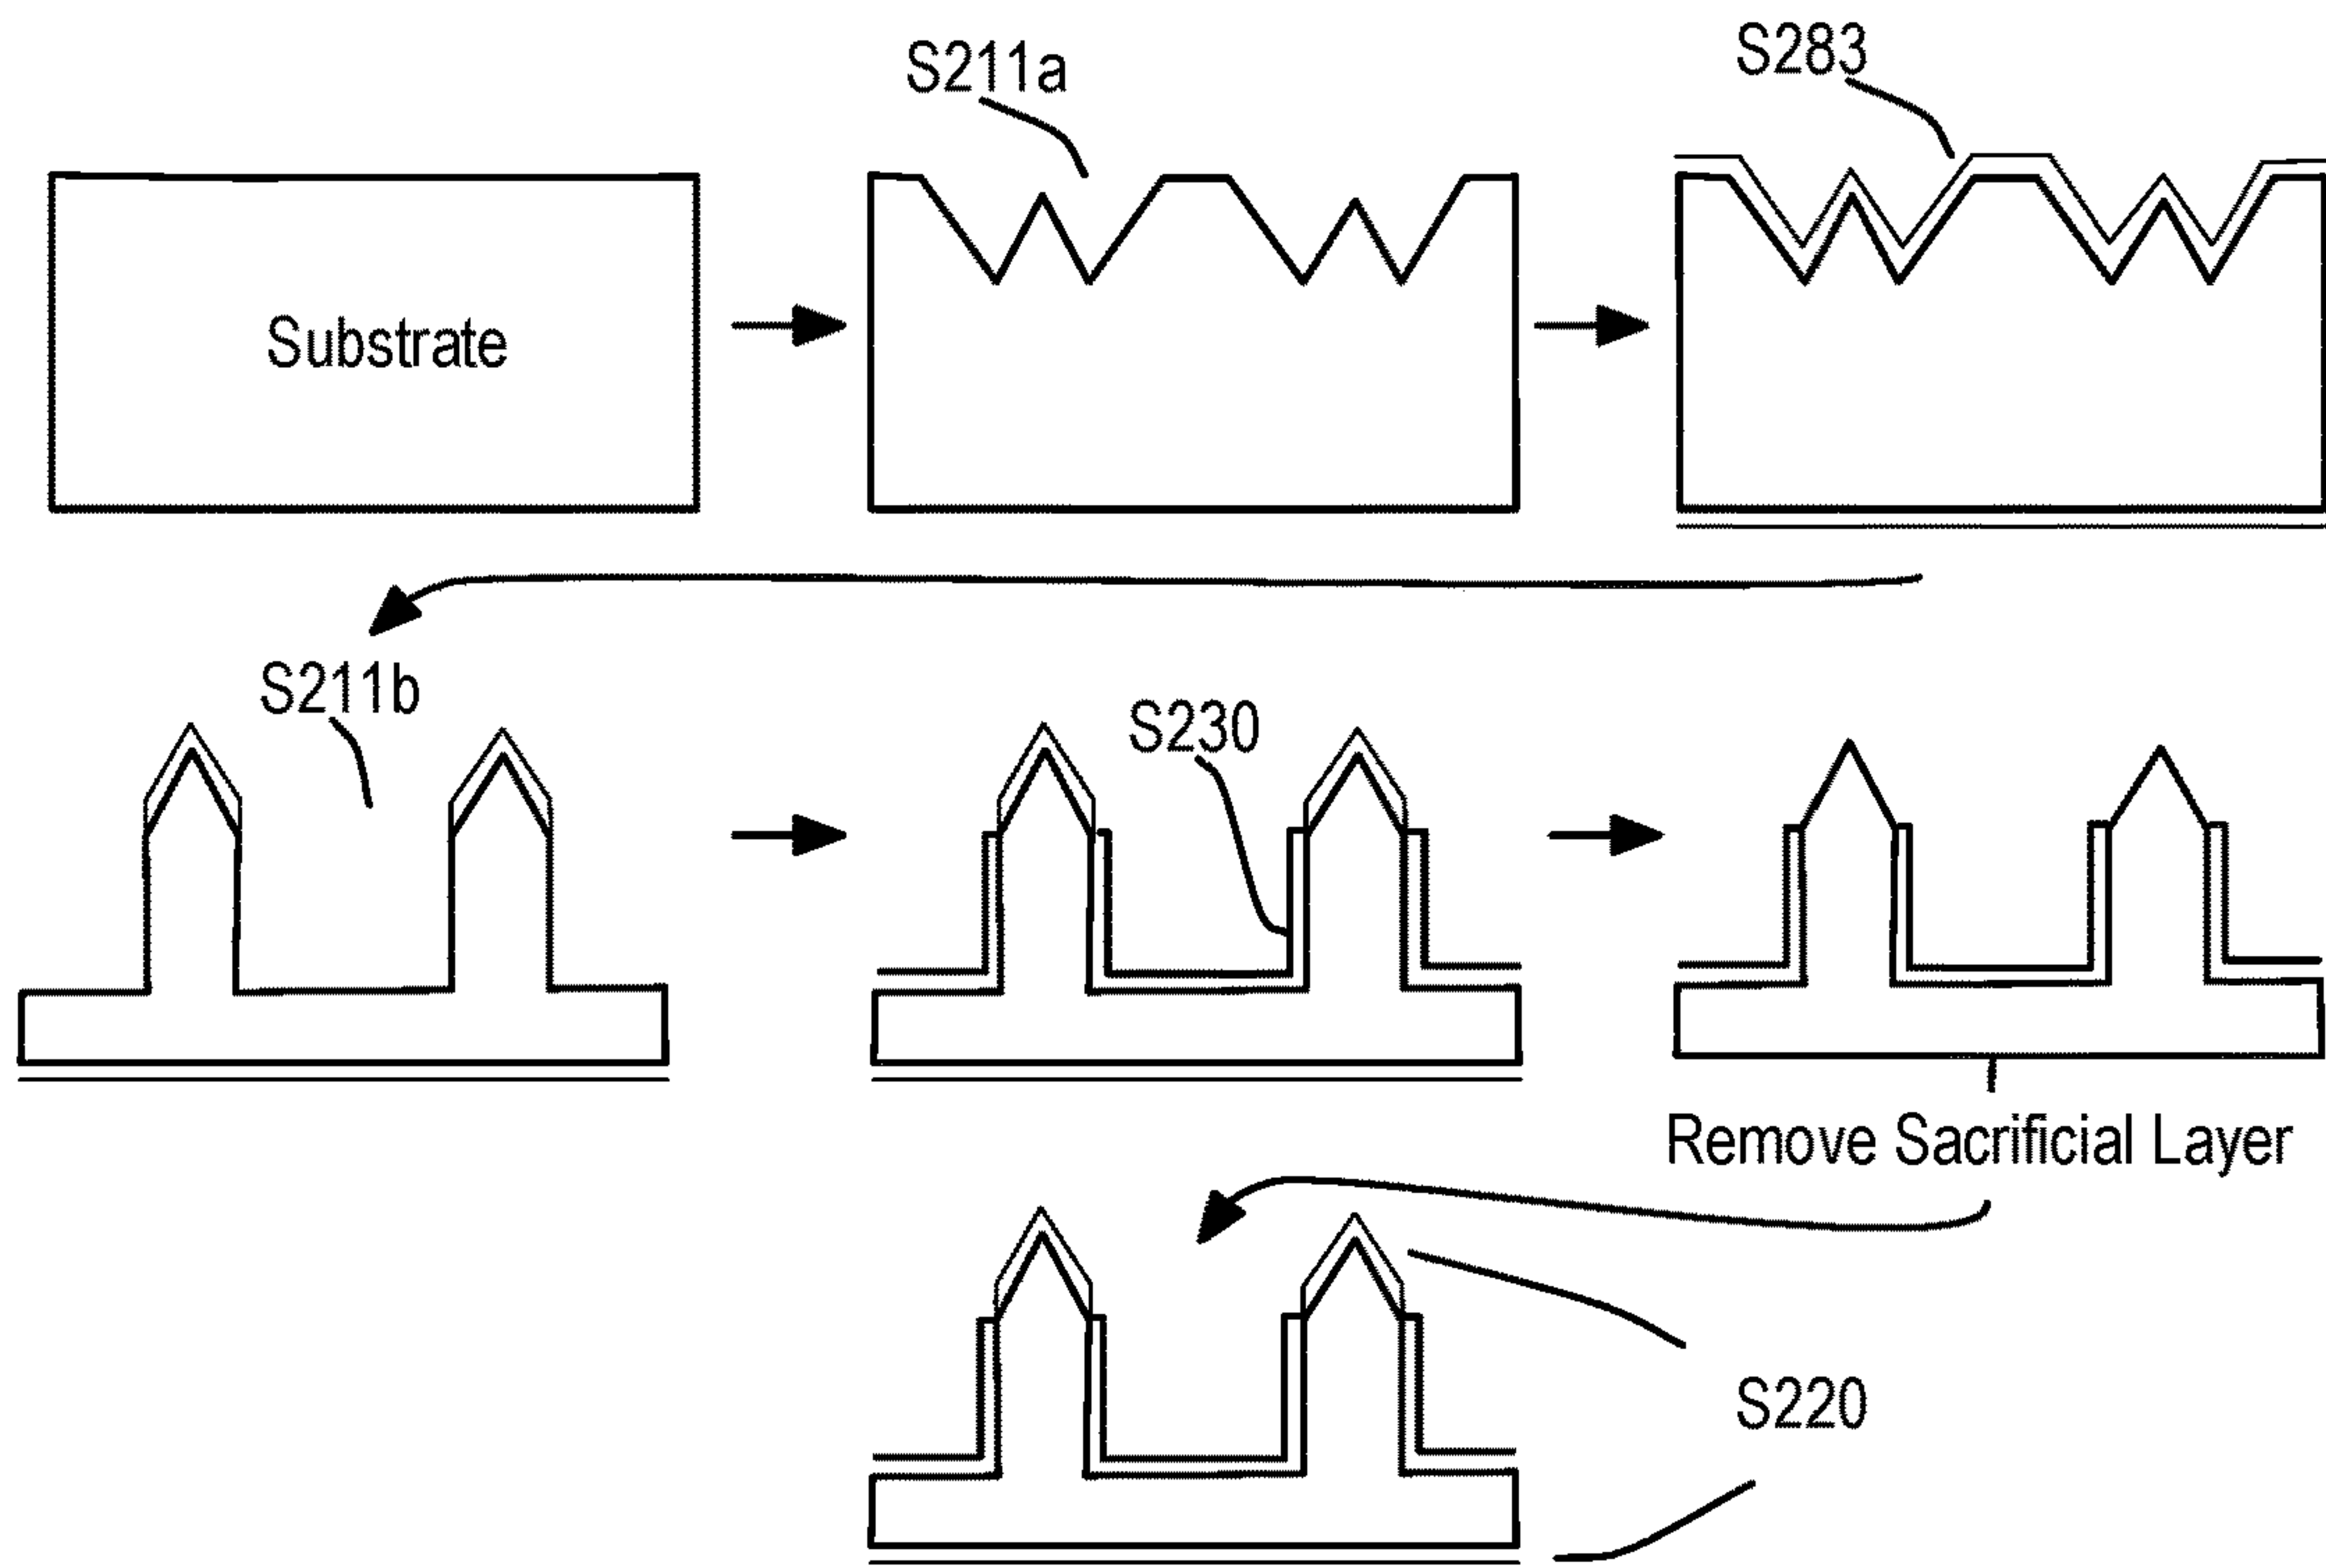 S211a
S283
Substrate
S211b
S230
Remove Sacrificial Layer
S220